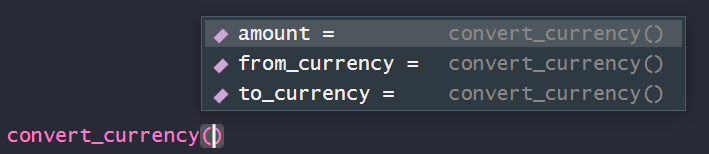 amount = convert_currency()
from_currency = convert_currency()
to_currency = convert_currency()
convert_currency()